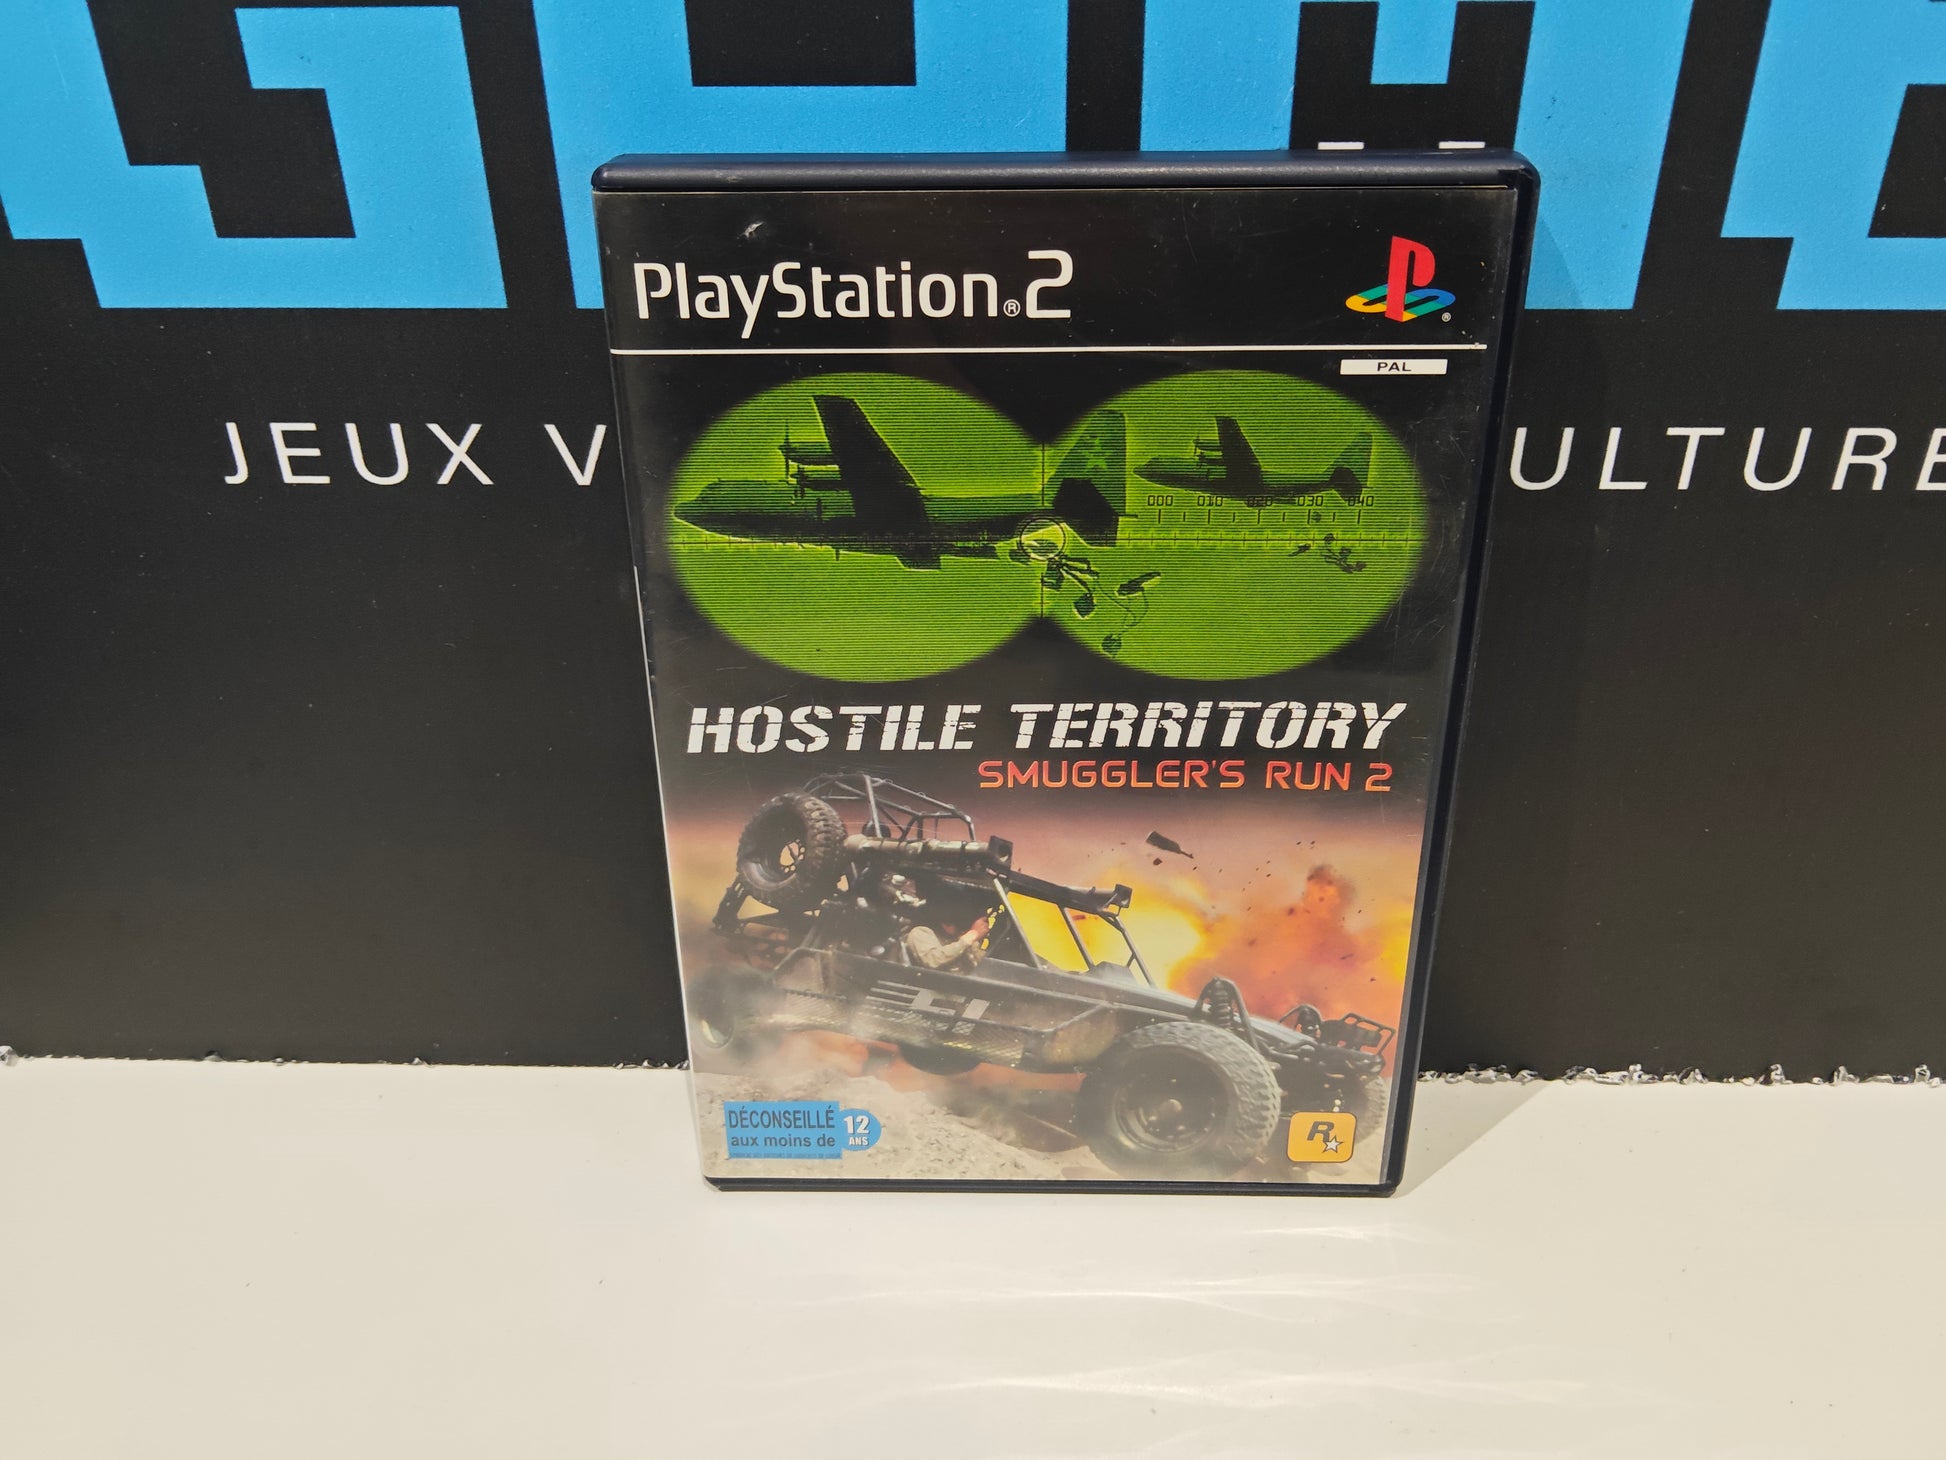 JEUX V
ULTURE
PlayStation®2
PAL
000 010 020 030 040
HOSTILE TERRITORY
SMUGGLER'S RUN 2
DÉCONSEILLÉ
aux moins de
12
ANS
R